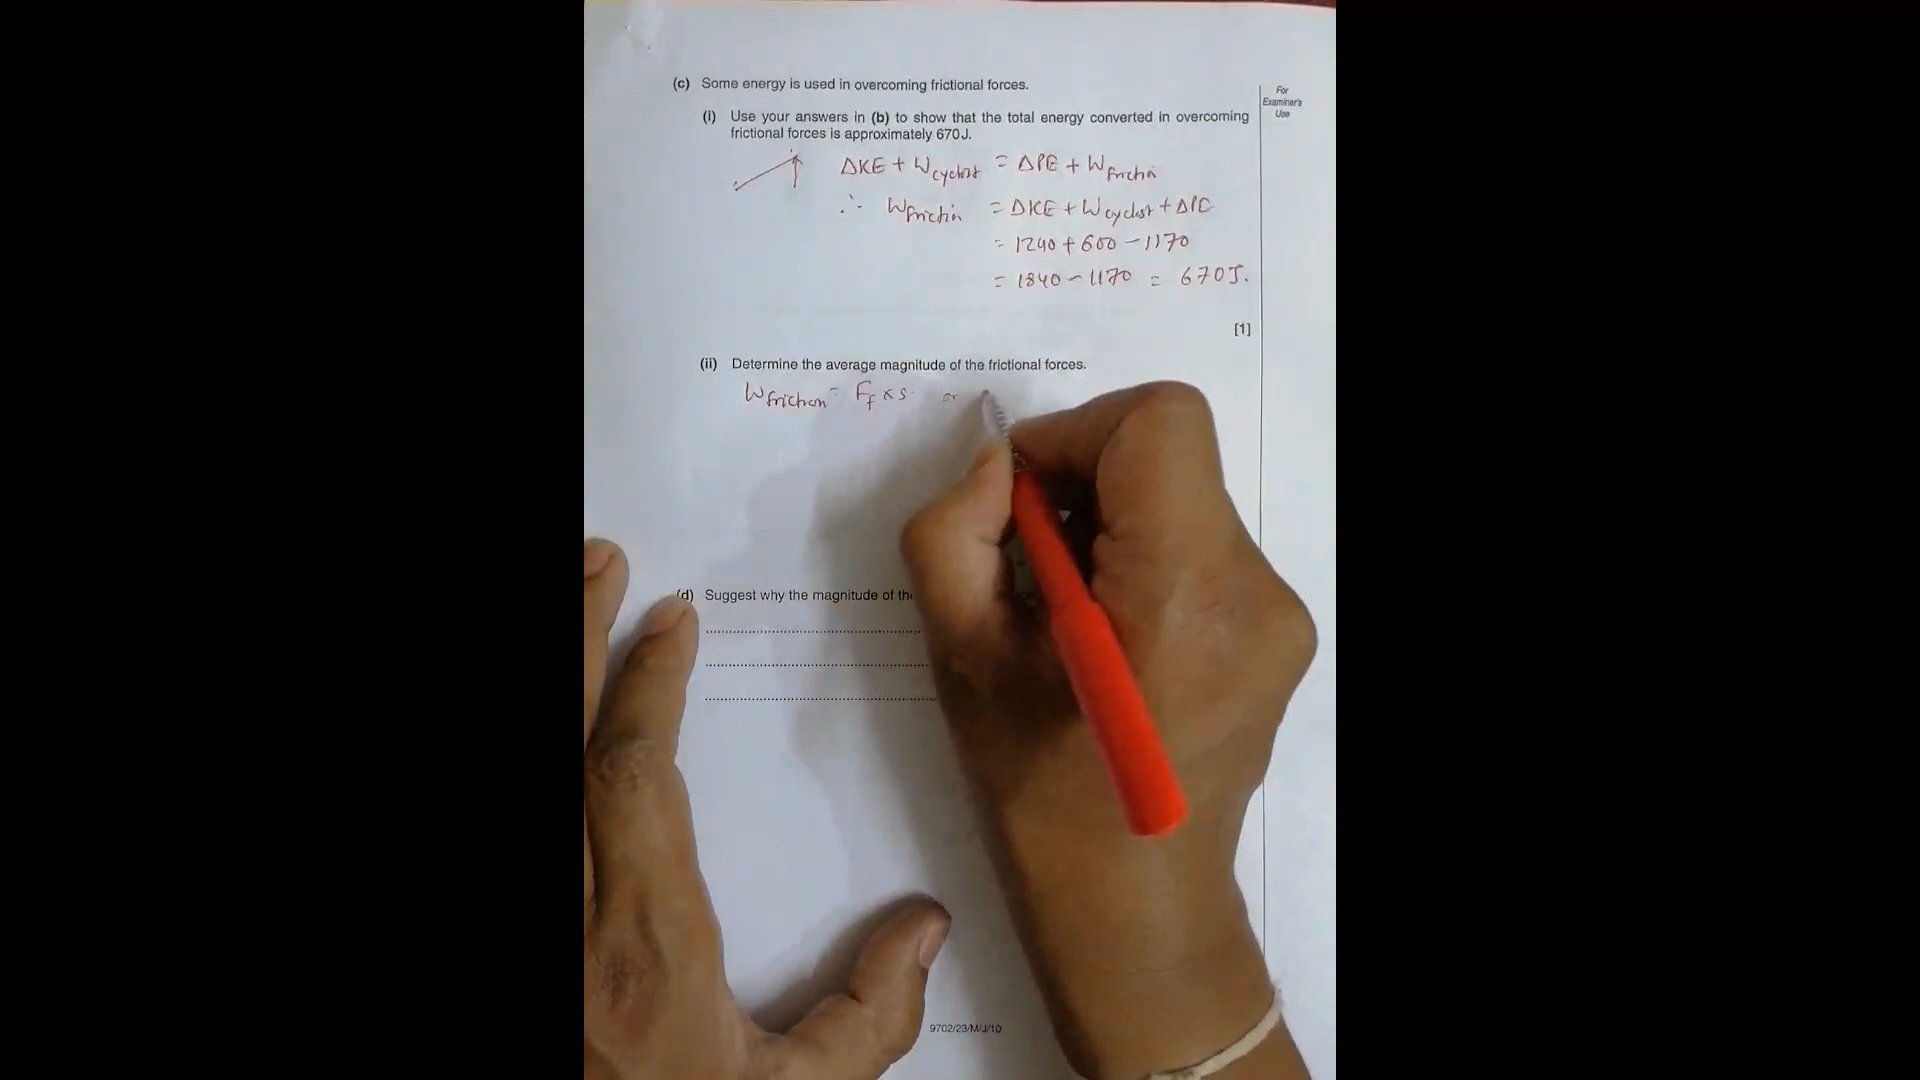 (c) Some energy is used in overcoming frictional forces.
For
Examiner's
Use
(i) Use your answers in (b) to show that the total energy converted in overcoming
frictional forces is approximately 670 J.
ΔKE + Wcyclist = ΔPE + Wfriction
∴ Wfriction = ΔKE + Wcyclist + ΔPE
= 1240 + 600 − 1170
= 1840 − 1170 = 670J.
[1]
(ii) Determine the average magnitude of the frictional forces.
Wfriction = Ff × s. or
(d) Suggest why the magnitude of
9702/23/M/J/10